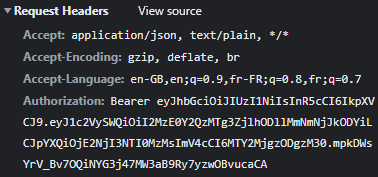 Request Headers View source
Accept: application/json, text/plain, */*
Accept-Encoding: gzip, deflate, br
Accept-Language: en-GB,en;q=0.9,fr-FR;q=0.8,fr;q=0.7
Authorization: Bearer eyJhbGciOiJIUzI1NiIsInR5cCI6IkpXV
CJ9.eyJ1c2VySWQiOiI2MzE0Y2QzMTg3ZjlhODllMmNmNjJkODYiL
CJpYXQiOjE2NjI3NTI0MzMsImV4cCI6MTY2MjgzODgzM30.mpkDWs
YrV_Bv7OQiNYG3j47MW3aB9Ry7yzwOBvucaCA